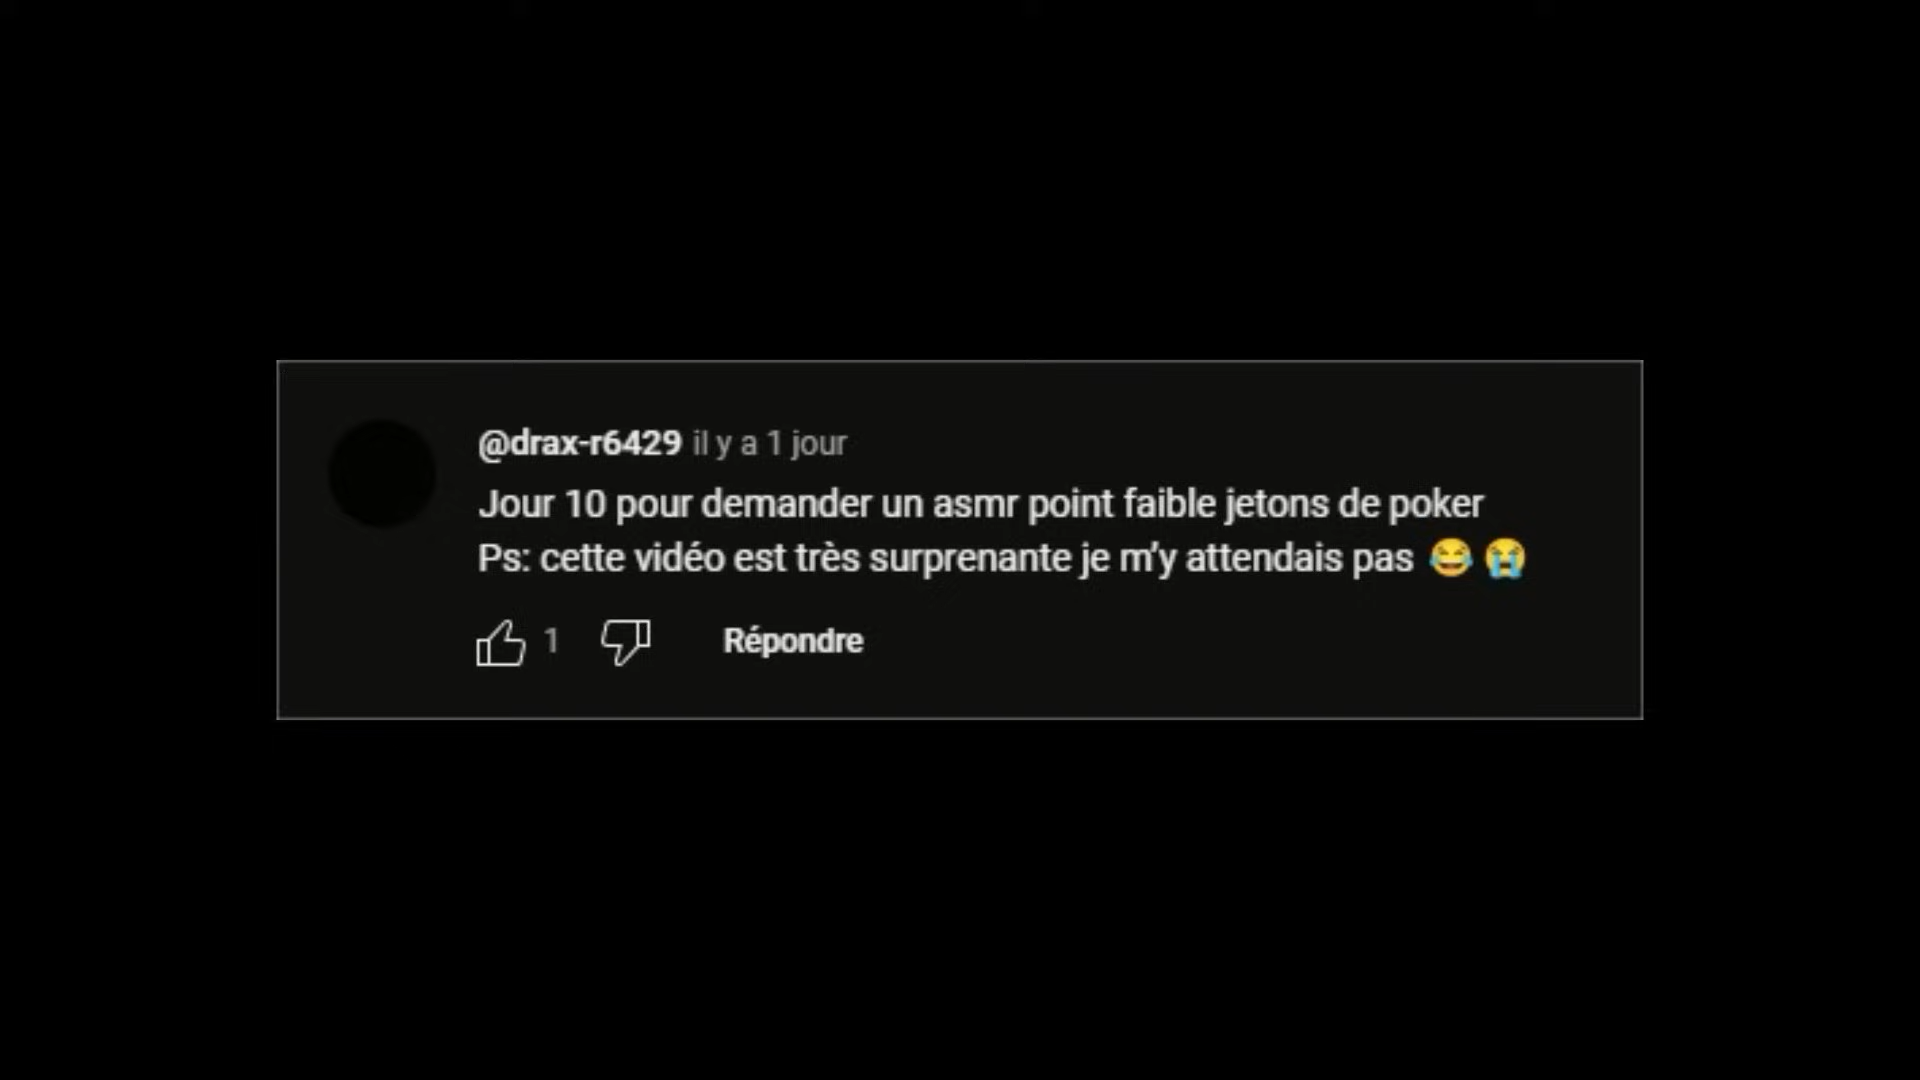 @drax-r6429 il y a 1 jour
Jour 10 pour demander un asmr point faible jetons de poker
Ps: cette vidéo est très surprenante je m'y attendais pas 😂 😭
1 Répondre